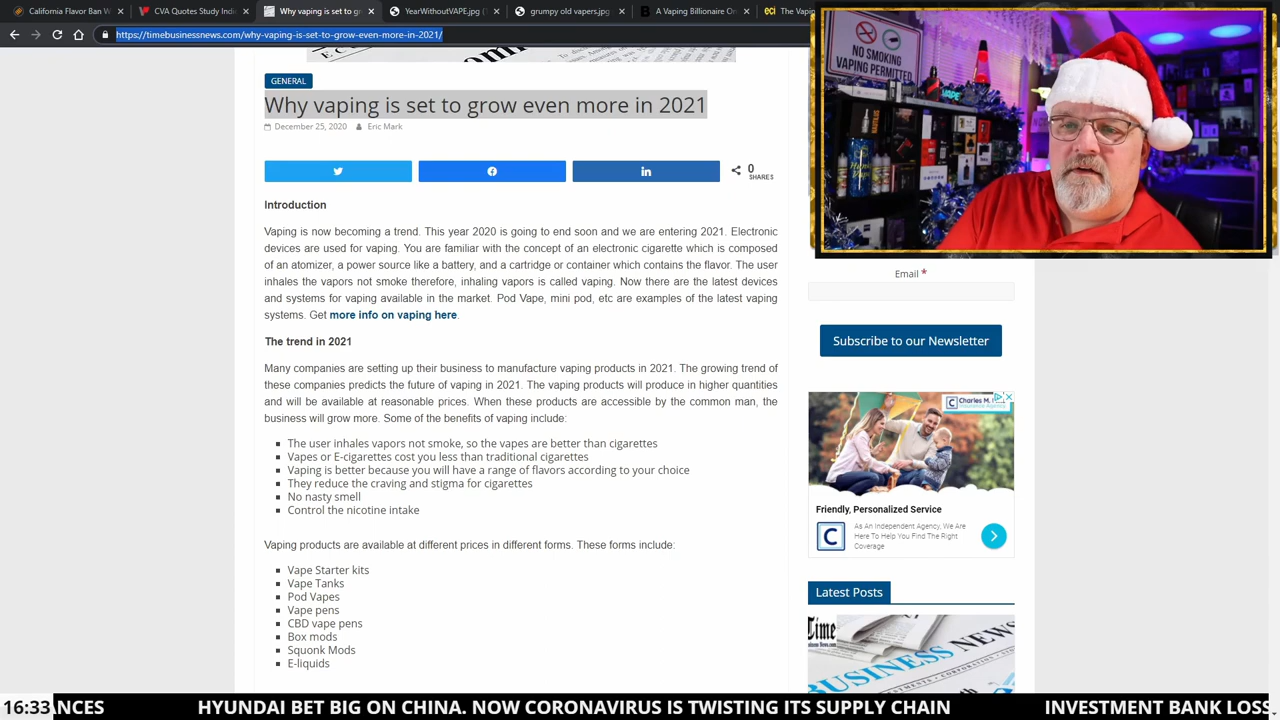 California Flavor Ban W
CVA Quotes Study Indi
Why vaping is set to gro
YearWithoutVAPE.jpg (
grumpy old vapers.jpg
A Vaping Billionaire O
The Vapi
https://timebusinessnews.com/why-vaping-is-set-to-grow-even-more-in-2021/
NO SMOKING
VAPING PERMITTED
VAPE
GENERAL
Why vaping is set to grow even more in 2021
December 25, 2020 Eric Mark
0
SHARES
Introduction
Vaping is now becoming a trend. This year 2020 is going to end soon and we are entering 2021. Electronic
devices are used for vaping. You are familiar with the concept of an electronic cigarette which is composed
of an atomizer, a power source like a battery, and a cartridge or container which contains the flavor. The user
inhales the vapors not smoke therefore, inhaling vapors is called vaping. Now there are the latest devices
and systems for vaping available in the market. Pod Vape, mini pod, etc are examples of the latest vaping
systems. Get more info on vaping here.
The trend in 2021
Many companies are setting up their business to manufacture vaping products in 2021. The growing trend of
these companies predicts the future of vaping in 2021. The vaping products will produce in higher quantities
and will be available at reasonable prices. When these products are accessible by the common man, the
business will grow more. Some of the benefits of vaping include:
The user inhales vapors not smoke, so the vapes are better than cigarettes
Vapes or E-cigarettes cost you less than traditional cigarettes
Vaping is better because you will have a range of flavors according to your choice
They reduce the craving and stigma for cigarettes
No nasty smell
Control the nicotine intake
Vaping products are available at different prices in different forms. These forms include:
Vape Starter kits
Vape Tanks
Pod Vapes
Vape pens
CBD vape pens
Box mods
Squonk Mods
E-liquids
Email *
Subscribe to our Newsletter
Charles M.
Insurance Agency
Friendly, Personalized Service
As An Independent Agency, We Are
Here To Help You Find The Right
Coverage
Latest Posts
Time
BUSINESS NEWS
16:33 NCES HYUNDAI BET BIG ON CHINA. NOW CORONAVIRUS IS TWISTING ITS SUPPLY CHAIN INVESTMENT BANK LOSS